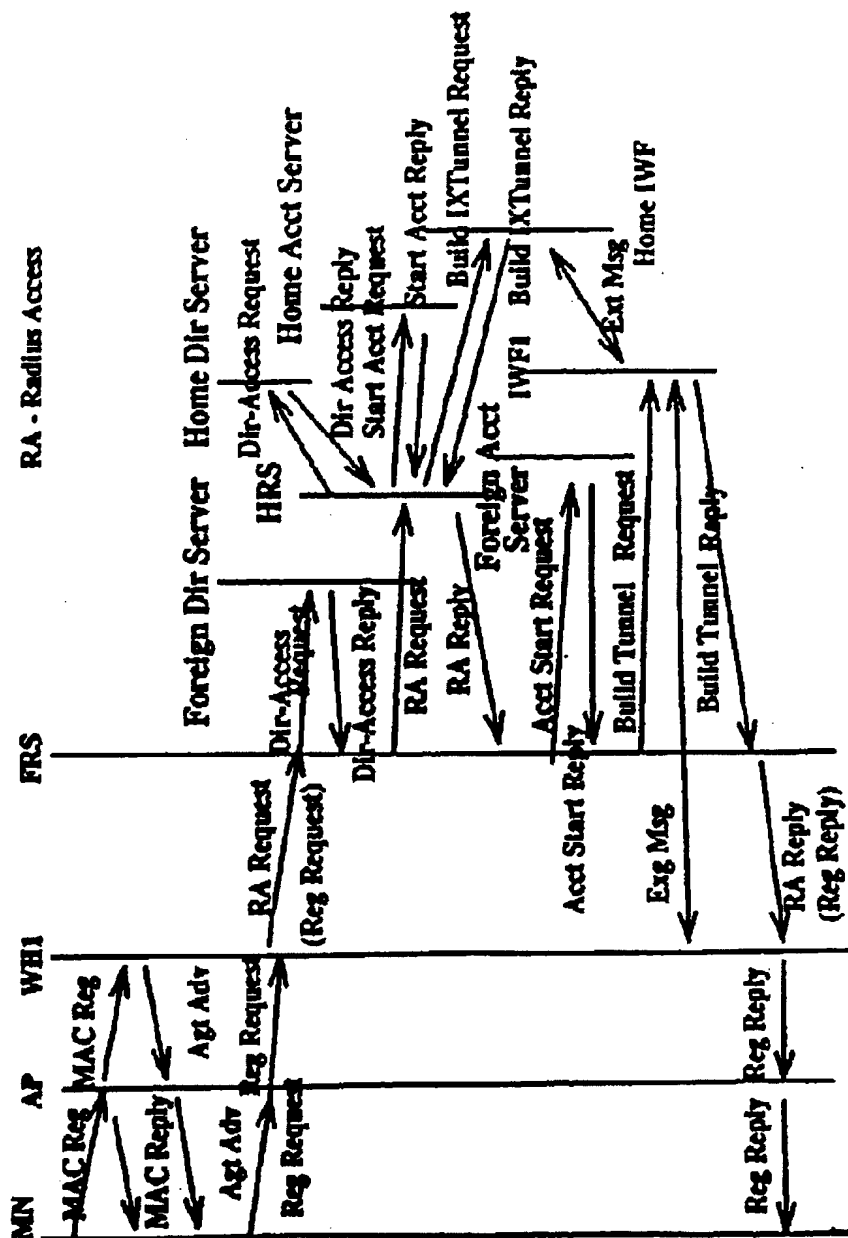 RA - Radius Access
MN
AP
WH1
FRS
Foreign Dir Server
Home Dir Server
HRS
Dir-Access Request
Home Acct Server
MAC Reg
MAC Reg
MAC Reply
Agt Adv
Agt Adv
Reg Request
Reg Request
RA Request
(Reg Request)
Dir-Access
Request
Dir-Access Reply
RA Request
Dir Access Reply
Start Acct Request
Start Acct Reply
Build IXTunnel Request
Build IXTunnel Reply
RA Reply
Foreign Acct
Server
IWF1
Ext Msg
Home IWF
Acct Start Request
Acct Start Reply
Build Tunnel Request
Exg Msg
Build Tunnel Reply
RA Reply
(Reg Reply)
Reg Reply
Reg Reply